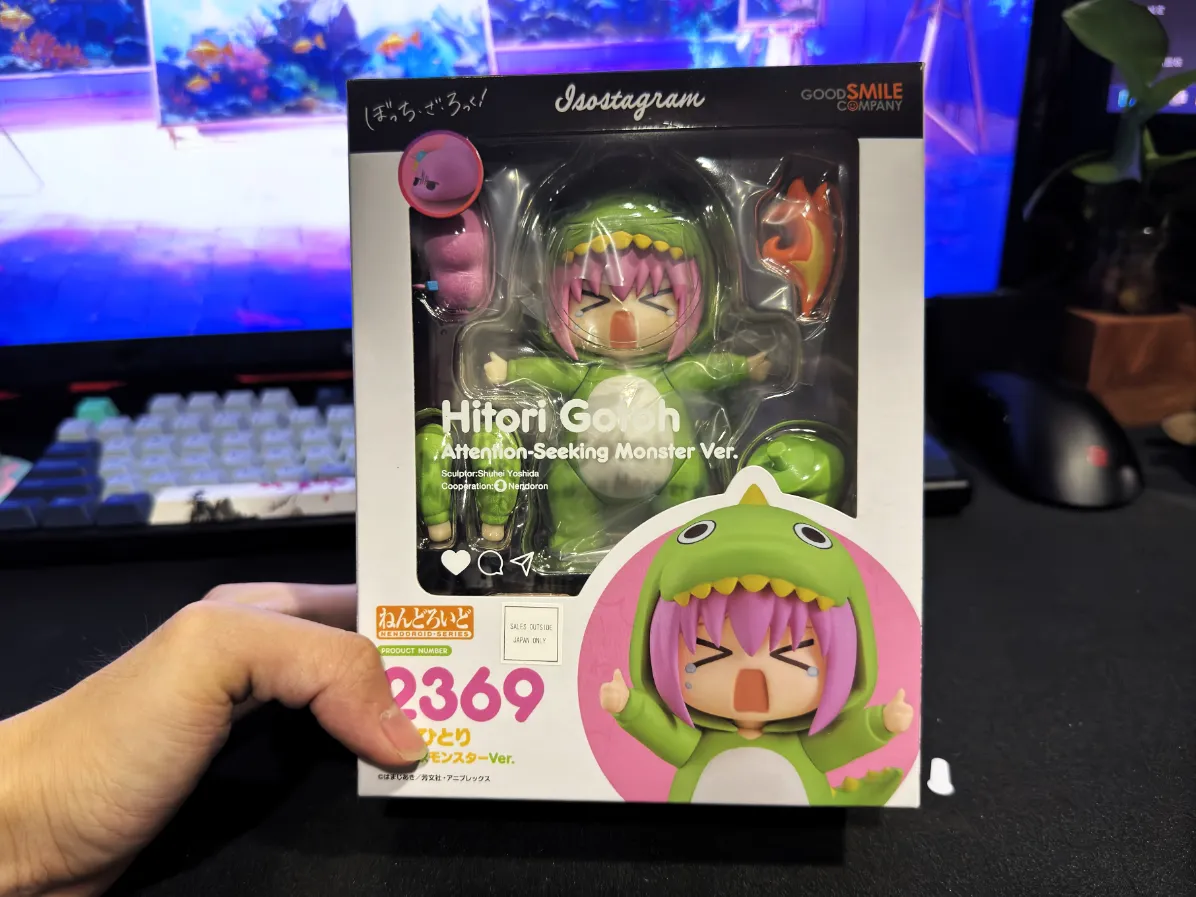 ぼっち・ざ・ろっく!
Isostagram
GOOD SMILE
COMPANY
Hitori Gotoh
Attention-Seeking Monster Ver.
Sculptor:Shuhei Yoshida
Cooperation: Nendoron
ねんどろいど
NENDOROID-SERIES
SALES OUTSIDE
JAPAN ONLY
PRODUCT NUMBER
2369
ひとり
モンスターVer.
©はまじあき/芳文社・アニプレックス